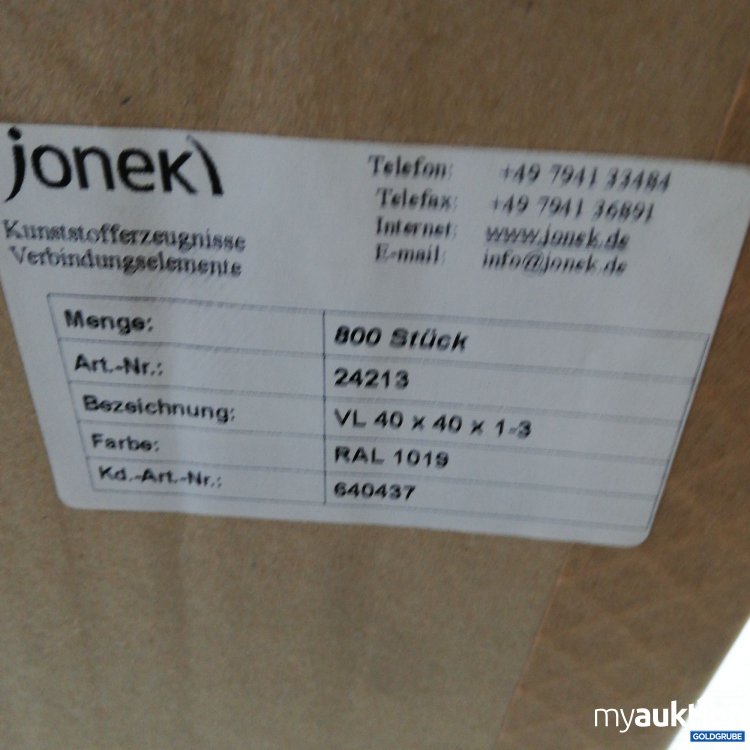 jonek
Telefon: +49 7941 33484
Telefax: +49 7941 36891
Internet: www.jonek.de
E-mail: info@jonek.de
Kunststofferzeugnisse
Verbindungselemente
Menge: 800 Stück
Art.-Nr.: 24213
Bezeichnung: VL 40 x 40 x 1-3
Farbe: RAL 1019
Kd.-Art.-Nr.: 640437
GOLDGRUBE